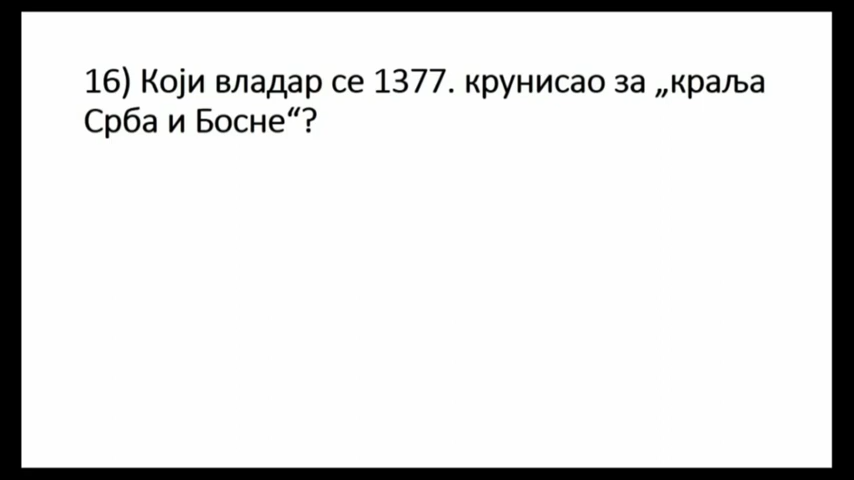 16) Који владар се 1377. крунисао за „краља
Срба и Босне“?